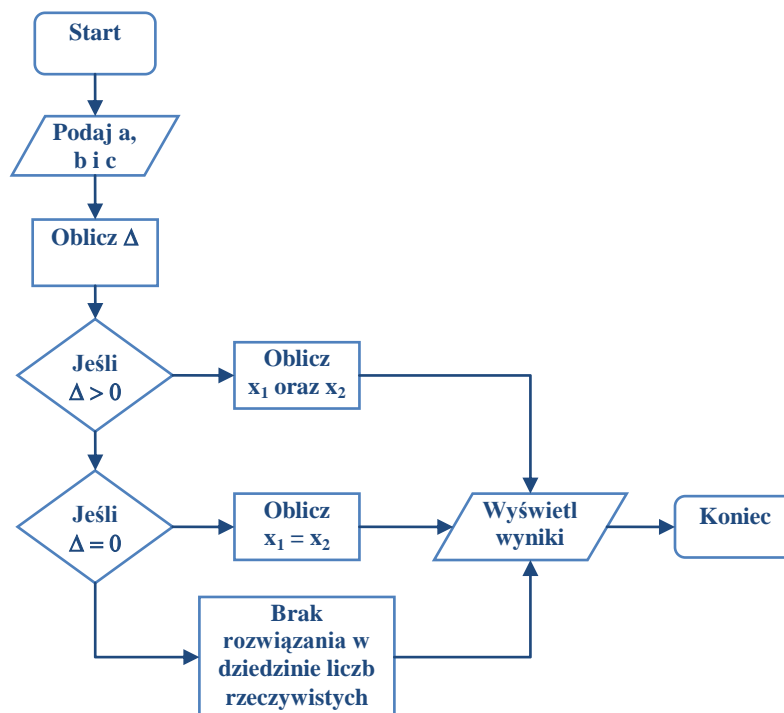 Start
Podaj a,
b i c
Oblicz Δ
Jeśli
Δ > 0
Oblicz
x₁ oraz x₂
Jeśli
Δ = 0
Oblicz
x₁ = x₂
Wyświetl
wyniki
Koniec
Brak
rozwiązania w
dziedzinie liczb
rzeczywistych